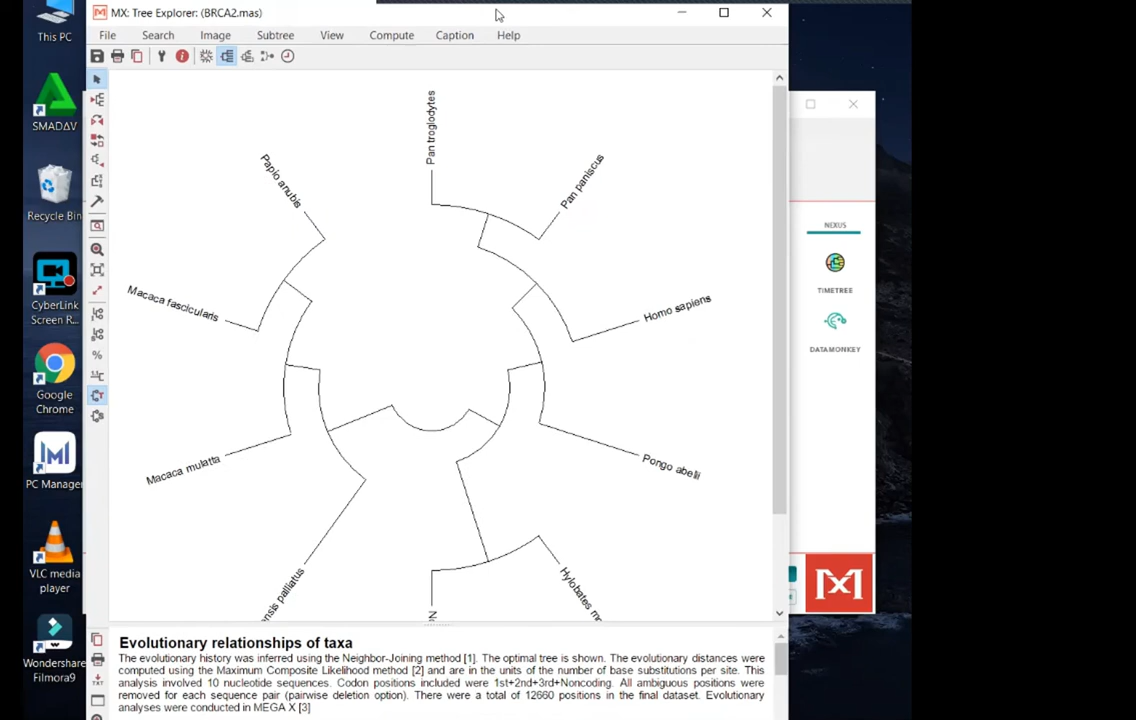 MX: Tree Explorer: (BRCA2.mas)
File Search Image Subtree View Compute Caption Help
This PC
SMADAV
Recycle Bin
CyberLink
Screen R...
Google
Chrome
PC Manager
VLC media
player
Wondershare
Filmora9
Pan troglodytes
Papio anubis
Pan paniscus
Macaca fascicularis
Homo sapiens
Macaca mulatta
Pongo abelii
ensis palliatus
Hylobates mo
N
NEXUS
TIMETREE
DATAMONKEY
Evolutionary relationships of taxa
The evolutionary history was inferred using the Neighbor-Joining method [1]. The optimal tree is shown. The evolutionary distances were
computed using the Maximum Composite Likelihood method [2] and are in the units of the number of base substitutions per site. This
analysis involved 10 nucleotide sequences. Codon positions included were 1st+2nd+3rd+Noncoding. All ambiguous positions were
removed for each sequence pair (pairwise deletion option). There were a total of 12660 positions in the final dataset. Evolutionary
analyses were conducted in MEGA X [3]